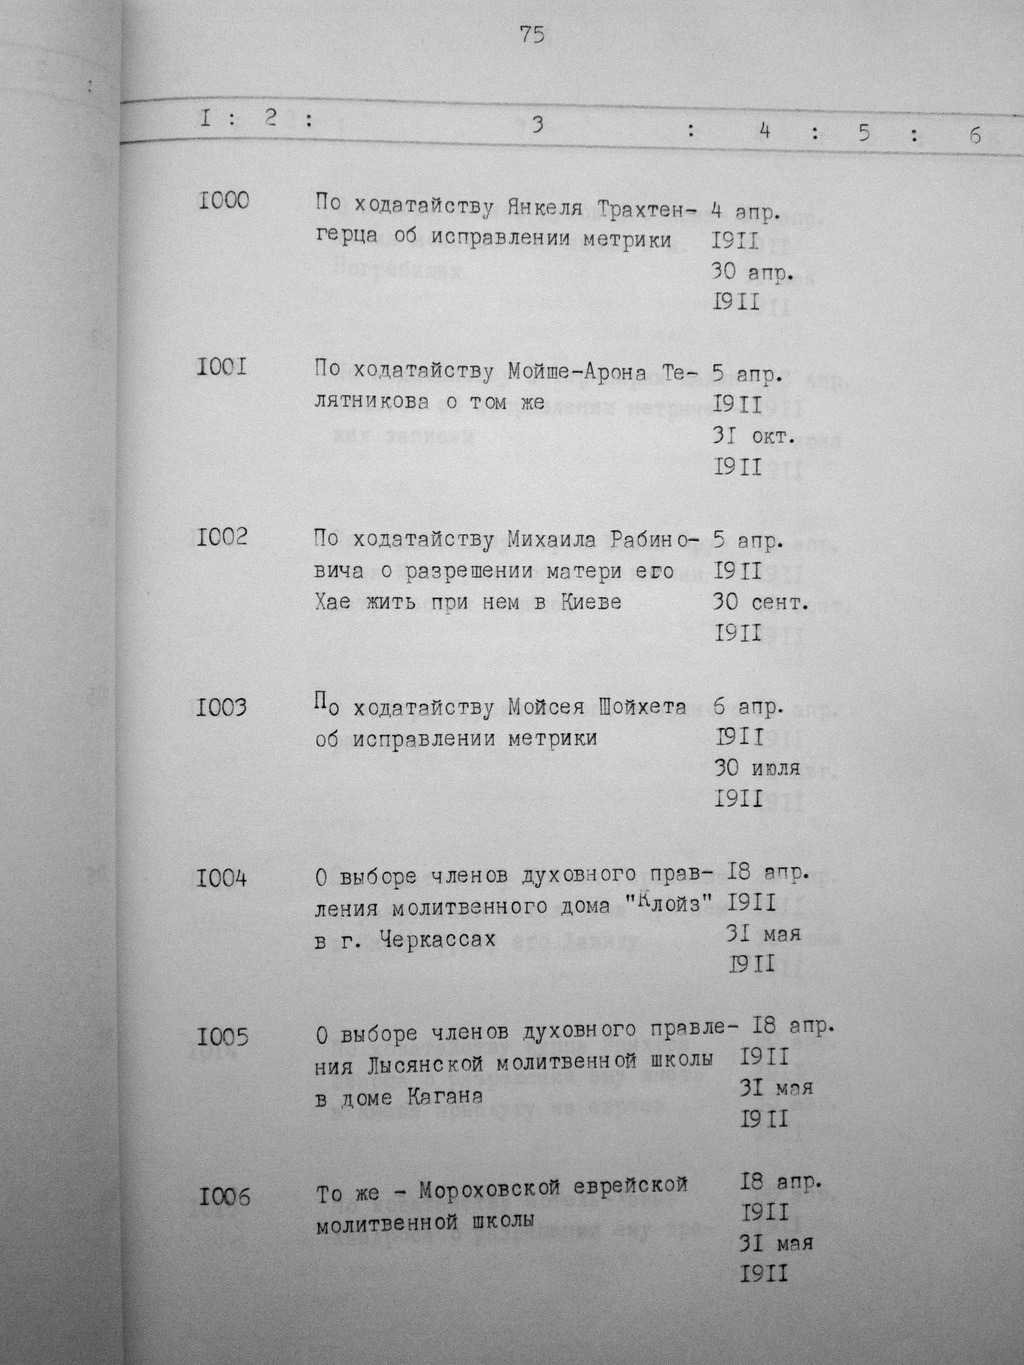 75
I : 2 : 3 : 4 : 5 : 6
I000 По ходатайству Янкеля Трахтен- 4 апр.
герца об исправлении метрики I9II
30 апр.
I9II
I00I По ходатайству Мойше-Арона Те- 5 апр.
лятникова о том же I9II
3I окт.
I9II
I002 По ходатайству Михаила Рабино- 5 апр.
вича о разрешении матери его I9II
Хае жить при нем в Киеве 30 сент.
I9II
I003 По ходатайству Мойсея Шойхета 6 апр.
об исправлении метрики I9II
30 июля
I9II
I004 О выборе членов духовного прав- I8 апр.
ления молитвенного дома "Клойз" I9II
в г. Черкассах 3I мая
I9II
I005 О выборе членов духовного правле- I8 апр.
ния Лысянской молитвенной школы I9II
в доме Кагана 3I мая
I9II
I006 То же - Мороховской еврейской I8 апр.
молитвенной школы I9II
3I мая
I9II